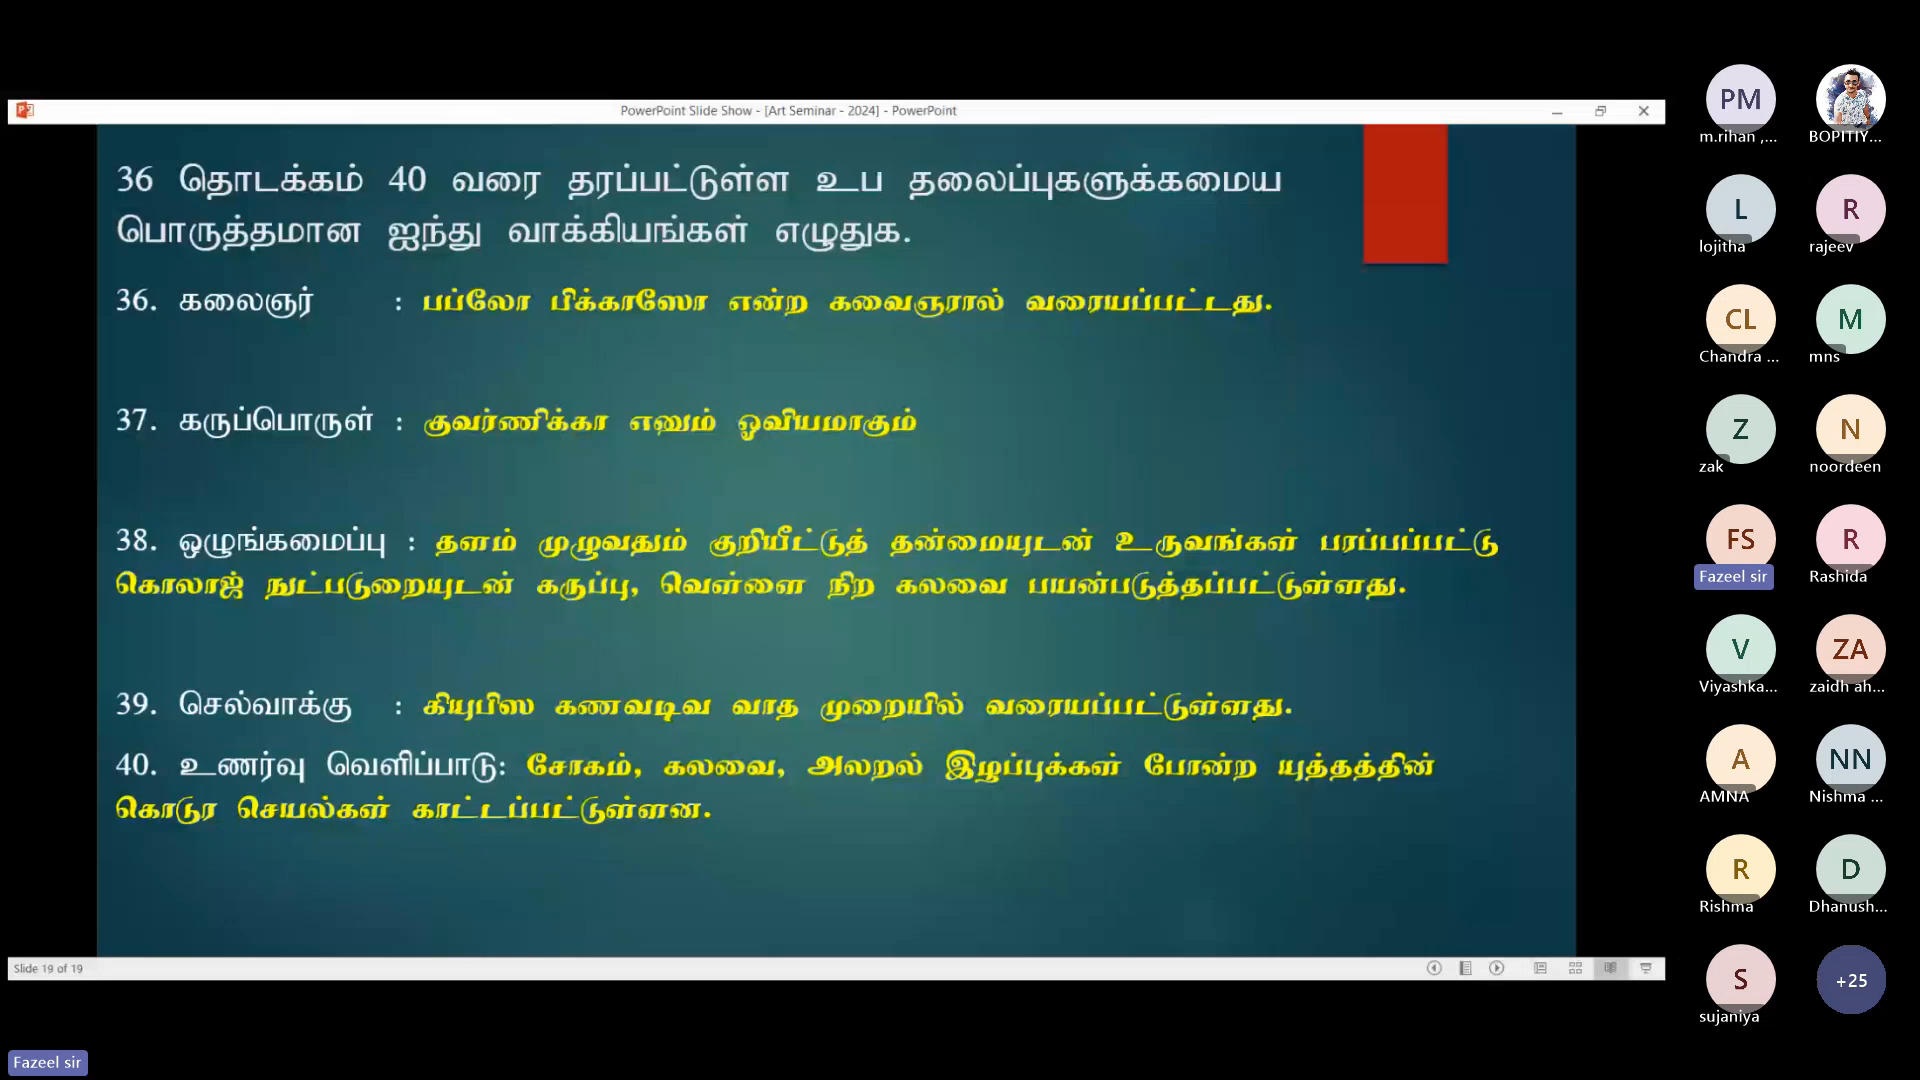 PowerPoint Slide Show - [Art Seminar - 2024] - PowerPoint
36 தொடக்கம் 40 வரை தரப்பட்டுள்ள உப தலைப்புகளுக்கமைய
பொருத்தமான ஐந்து வாக்கியங்கள் எழுதுக.
36. கலைஞர் : பப்லோ பிக்காஸோ என்ற கவைஞரால் வரையப்பட்டது.
37. கருப்பொருள் : குவர்ணிக்கா எனும் ஓவியமாகும்
38. ஒழுங்கமைப்பு : தளம் முழுவதும் குறியீட்டுத் தன்மையுடன் உருவங்கள் பரப்பப்பட்டு
கொலாஜ் நுட்படுறையுடன் கருப்பு, வெள்ளை நிற கலவை பயன்படுத்தப்பட்டுள்ளது.
39. செல்வாக்கு : கியுபிஸ கணவடிவ வாத முறையில் வரையப்பட்டுள்ளது.
40. உணர்வு வெளிப்பாடு: சோகம், கலவை, அலறல் இழப்புக்கள் போன்ற யுத்தத்தின்
கொடுர செயல்கள் காட்டப்பட்டுள்ளன.
Slide 19 of 19
Fazeel sir
PM
m.rihan ,...
BOPITIY...
L
lojitha
R
rajeev
CL
Chandra ...
M
mns
Z
zak
N
noordeen
FS
Fazeel sir
R
Rashida
V
Viyashka...
ZA
zaidh ah...
A
AMNA
NN
Nishma ...
R
Rishma
D
Dhanush...
S
sujaniya
+25